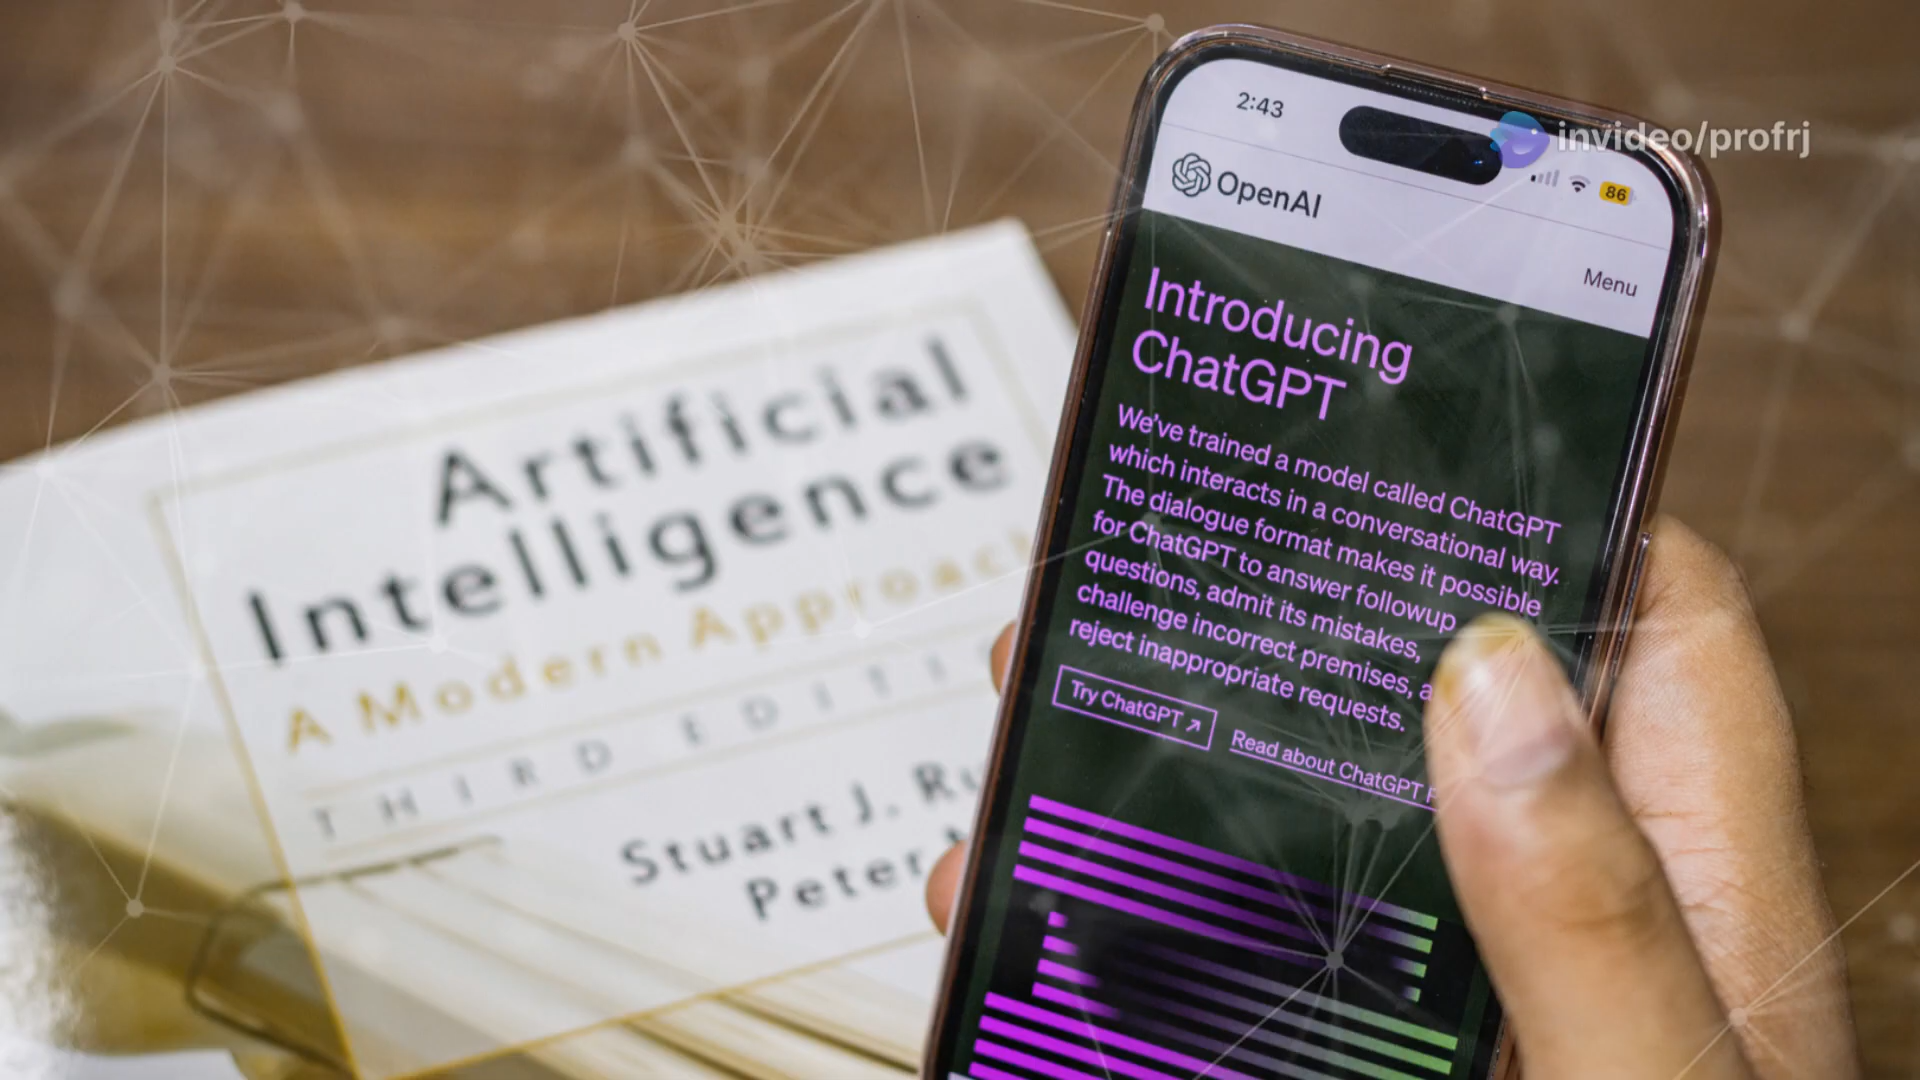 invideo/profrj
2:43
86
OpenAI
Menu
Introducing
ChatGPT
We've trained a model called ChatGPT
which interacts in a conversational way.
The dialogue format makes it possible
for ChatGPT to answer followup
questions, admit its mistakes,
challenge incorrect premises, a
reject inappropriate requests.
Try ChatGPT ↗
Read about ChatGPT
Artificial
Intelligence
A Modern Approach
THIRD EDITI
Stuart J. Ru
Peter